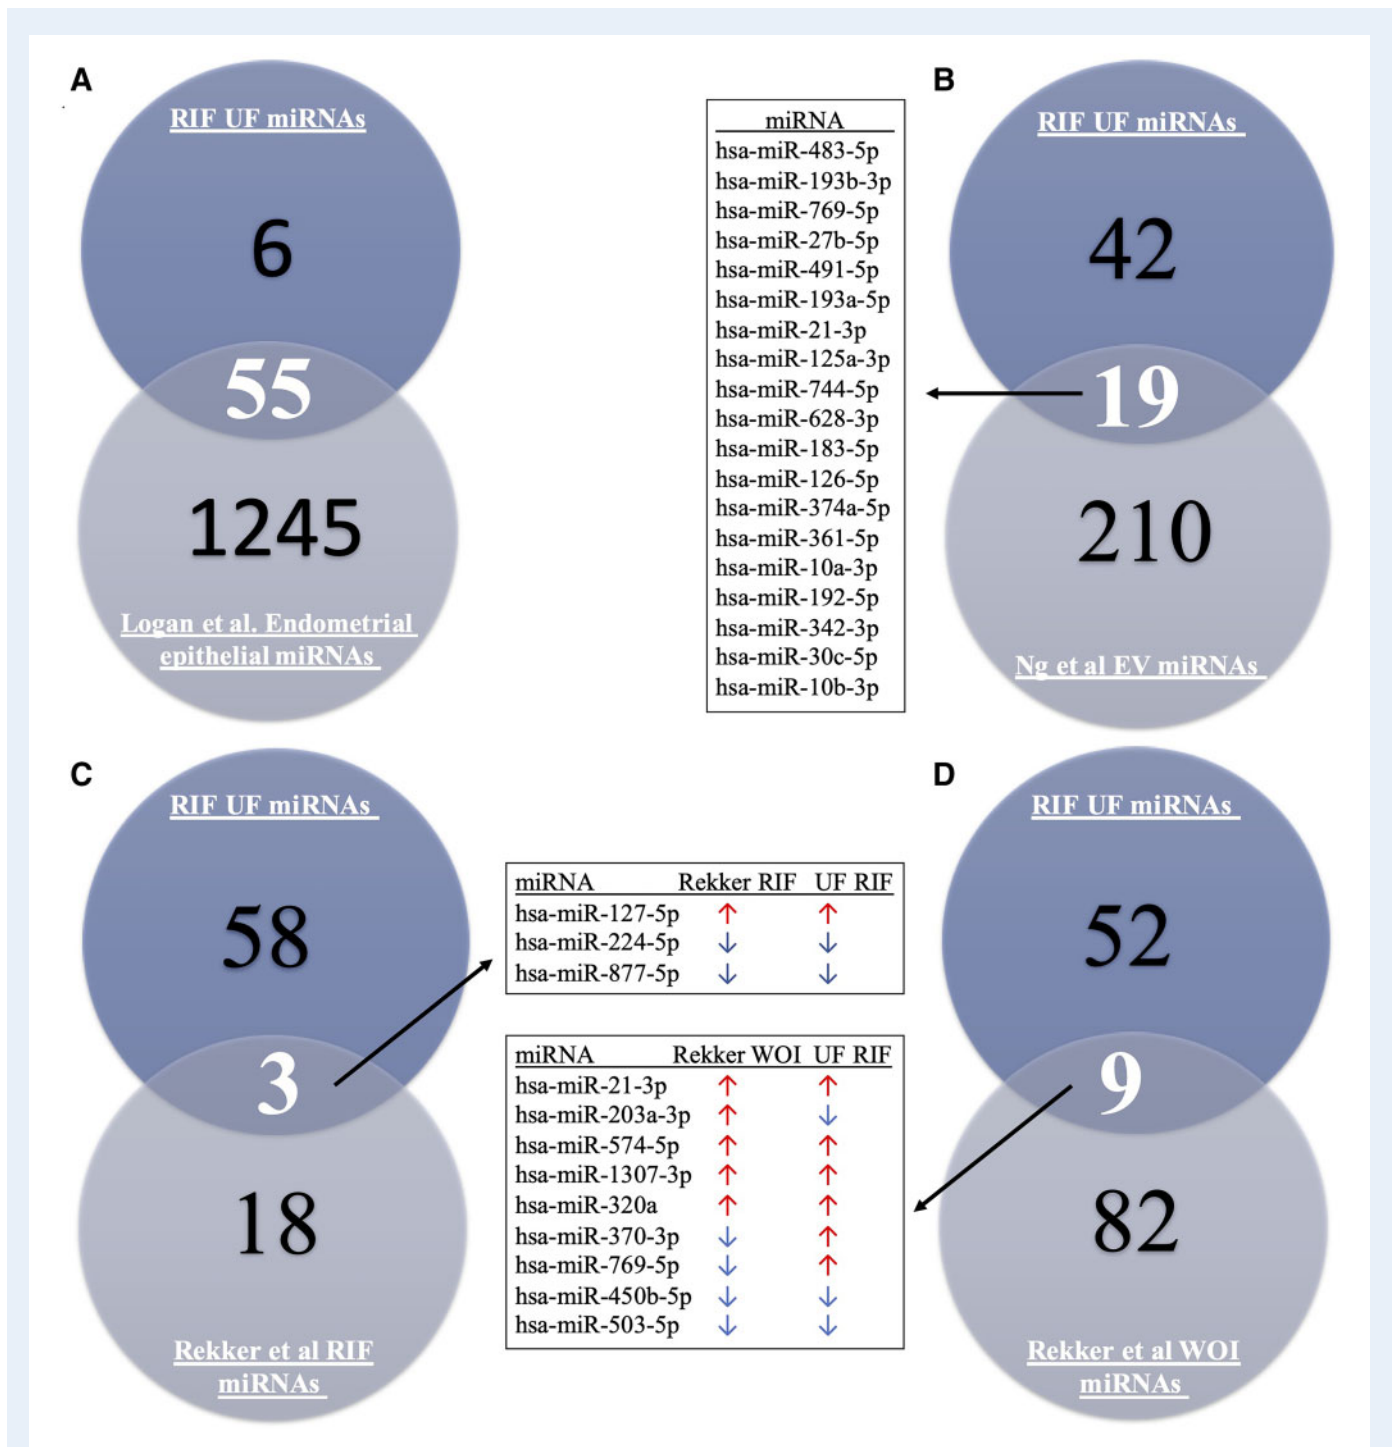 A
RIF UF miRNAs
6
55
1245
Logan et al. Endometrial
epithelial miRNAs
miRNA
hsa-miR-483-5p
hsa-miR-193b-3p
hsa-miR-769-5p
hsa-miR-27b-5p
hsa-miR-491-5p
hsa-miR-193a-5p
hsa-miR-21-3p
hsa-miR-125a-3p
hsa-miR-744-5p
hsa-miR-628-3p
hsa-miR-183-5p
hsa-miR-126-5p
hsa-miR-374a-5p
hsa-miR-361-5p
hsa-miR-10a-3p
hsa-miR-192-5p
hsa-miR-342-3p
hsa-miR-30c-5p
hsa-miR-10b-3p
B
RIF UF miRNAs
42
19
210
Ng et al EV miRNAs
C
RIF UF miRNAs
58
3
18
Rekker et al RIF
miRNAs
miRNA Rekker RIF UF RIF
hsa-miR-127-5p ↑ ↑
hsa-miR-224-5p ↓ ↓
hsa-miR-877-5p ↓ ↓
miRNA Rekker WOI UF RIF
hsa-miR-21-3p ↑ ↑
hsa-miR-203a-3p ↑ ↓
hsa-miR-574-5p ↑ ↑
hsa-miR-1307-3p ↑ ↑
hsa-miR-320a ↑ ↑
hsa-miR-370-3p ↓ ↑
hsa-miR-769-5p ↓ ↑
hsa-miR-450b-5p ↓ ↓
hsa-miR-503-5p ↓ ↓
D
RIF UF miRNAs
52
9
82
Rekker et al WOI
miRNAs